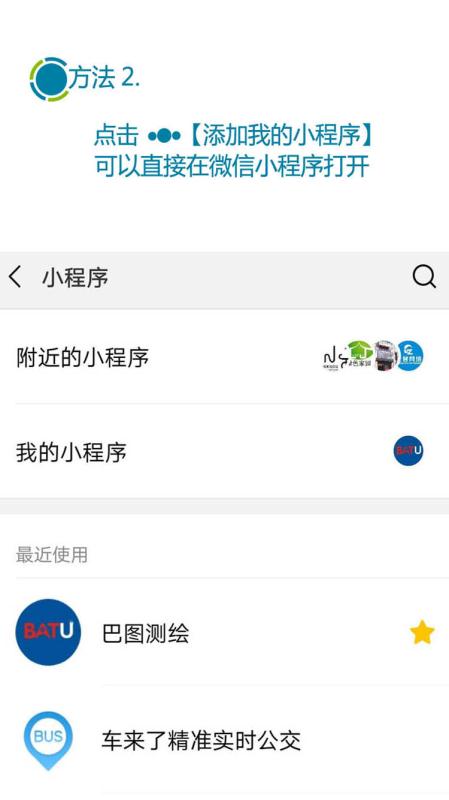 方法 2.
点击 •●•【添加我的小程序】
可以直接在微信小程序打开
小程序
附近的小程序
我的小程序
BATU
最近使用
BATU
巴图测绘
BUS
车来了精准实时公交